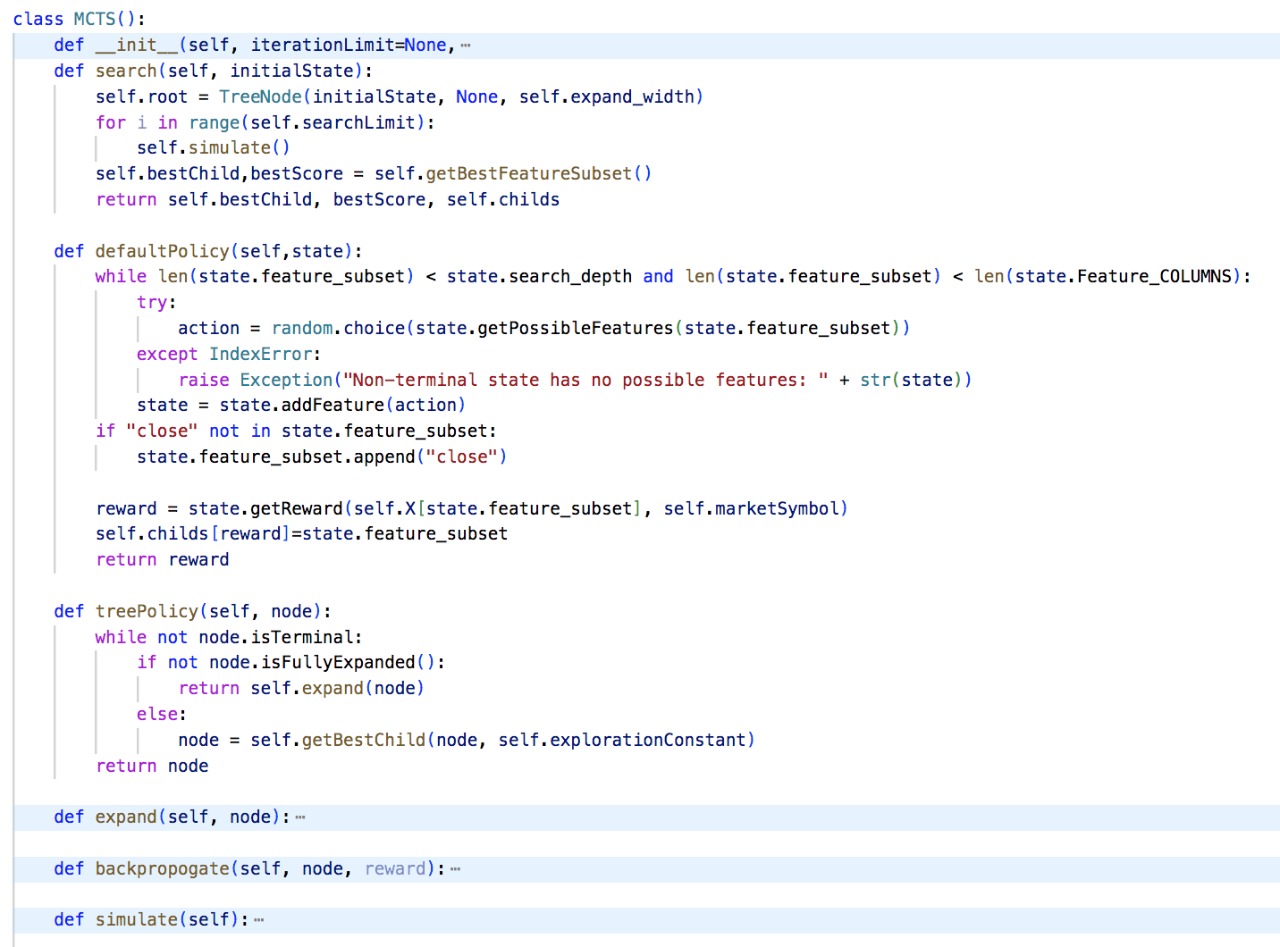 class MCTS():
def __init__(self, iterationLimit=None, ⋯
def search(self, initialState):
self.root = TreeNode(initialState, None, self.expand_width)
for i in range(self.searchLimit):
self.simulate()
self.bestChild,bestScore = self.getBestFeatureSubset()
return self.bestChild, bestScore, self.childs
def defaultPolicy(self,state):
while len(state.feature_subset) < state.search_depth and len(state.feature_subset) < len(state.Feature_COLUMNS):
try:
action = random.choice(state.getPossibleFeatures(state.feature_subset))
except IndexError:
raise Exception("Non-terminal state has no possible features: " + str(state))
state = state.addFeature(action)
if "close" not in state.feature_subset:
state.feature_subset.append("close")
reward = state.getReward(self.X[state.feature_subset], self.marketSymbol)
self.childs[reward]=state.feature_subset
return reward
def treePolicy(self, node):
while not node.isTerminal:
if not node.isFullyExpanded():
return self.expand(node)
else:
node = self.getBestChild(node, self.explorationConstant)
return node
def expand(self, node): ⋯
def backpropogate(self, node, reward): ⋯
def simulate(self): ⋯